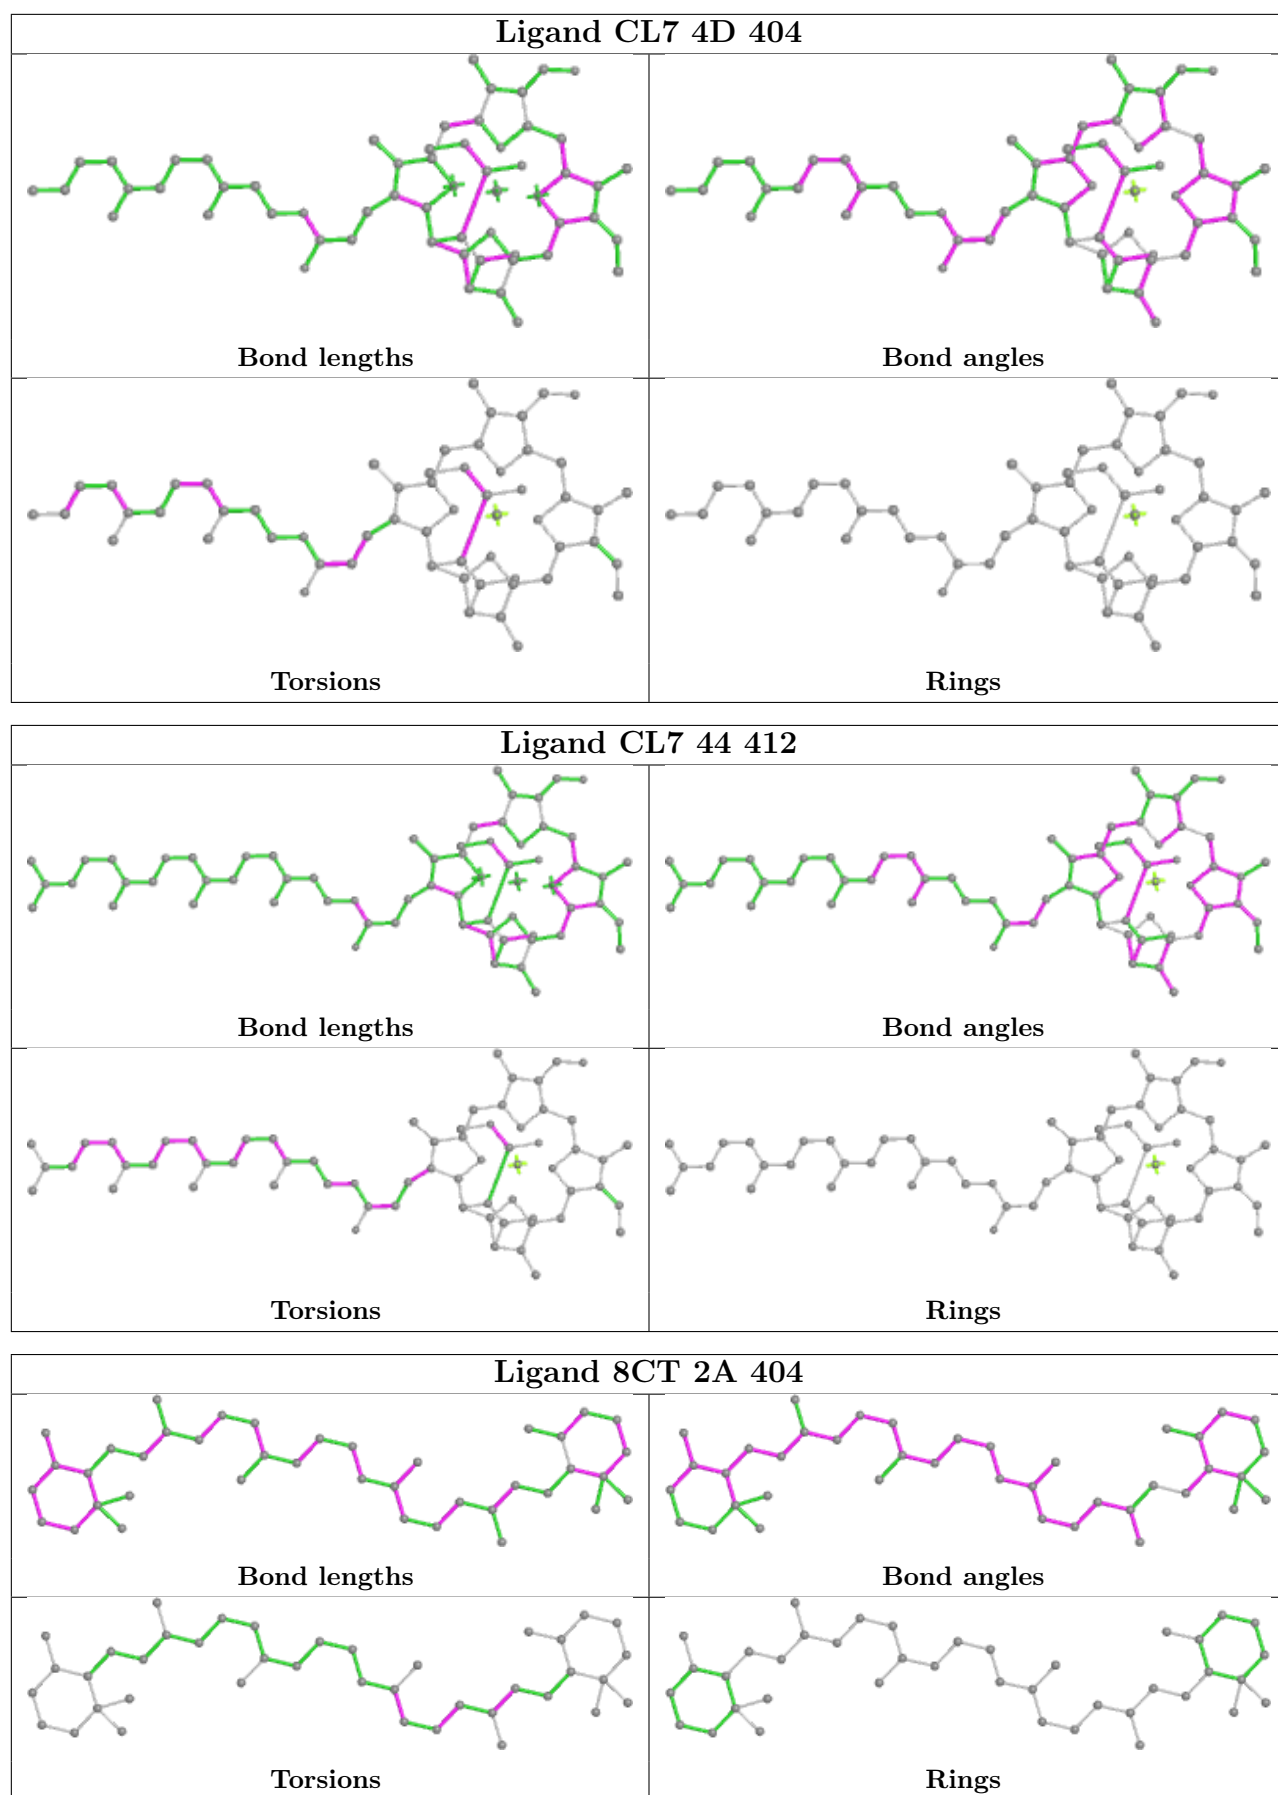 Ligand CL7 4D 404
Bond lengths
Bond angles
Torsions
Rings
Ligand CL7 44 412
Bond lengths
Bond angles
Torsions
Rings
Ligand 8CT 2A 404
Bond lengths
Bond angles
Torsions
Rings